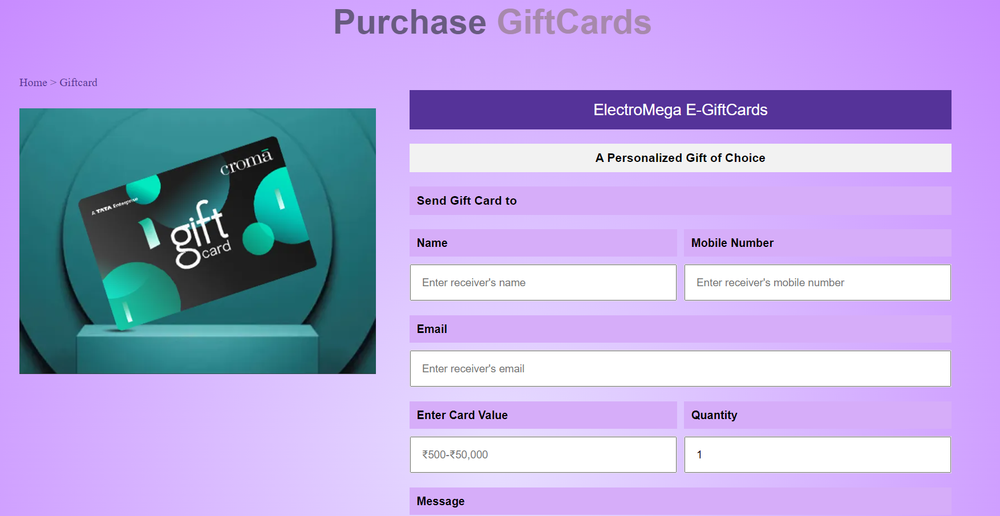 Purchase GiftCards
Home > Giftcard
cromā
A TATA Enterprise
gift
card
ElectroMega E-GiftCards
A Personalized Gift of Choice
Send Gift Card to
Name
Mobile Number
Enter receiver's name
Enter receiver's mobile number
Email
Enter receiver's email
Enter Card Value
Quantity
₹500-₹50,000
1
Message